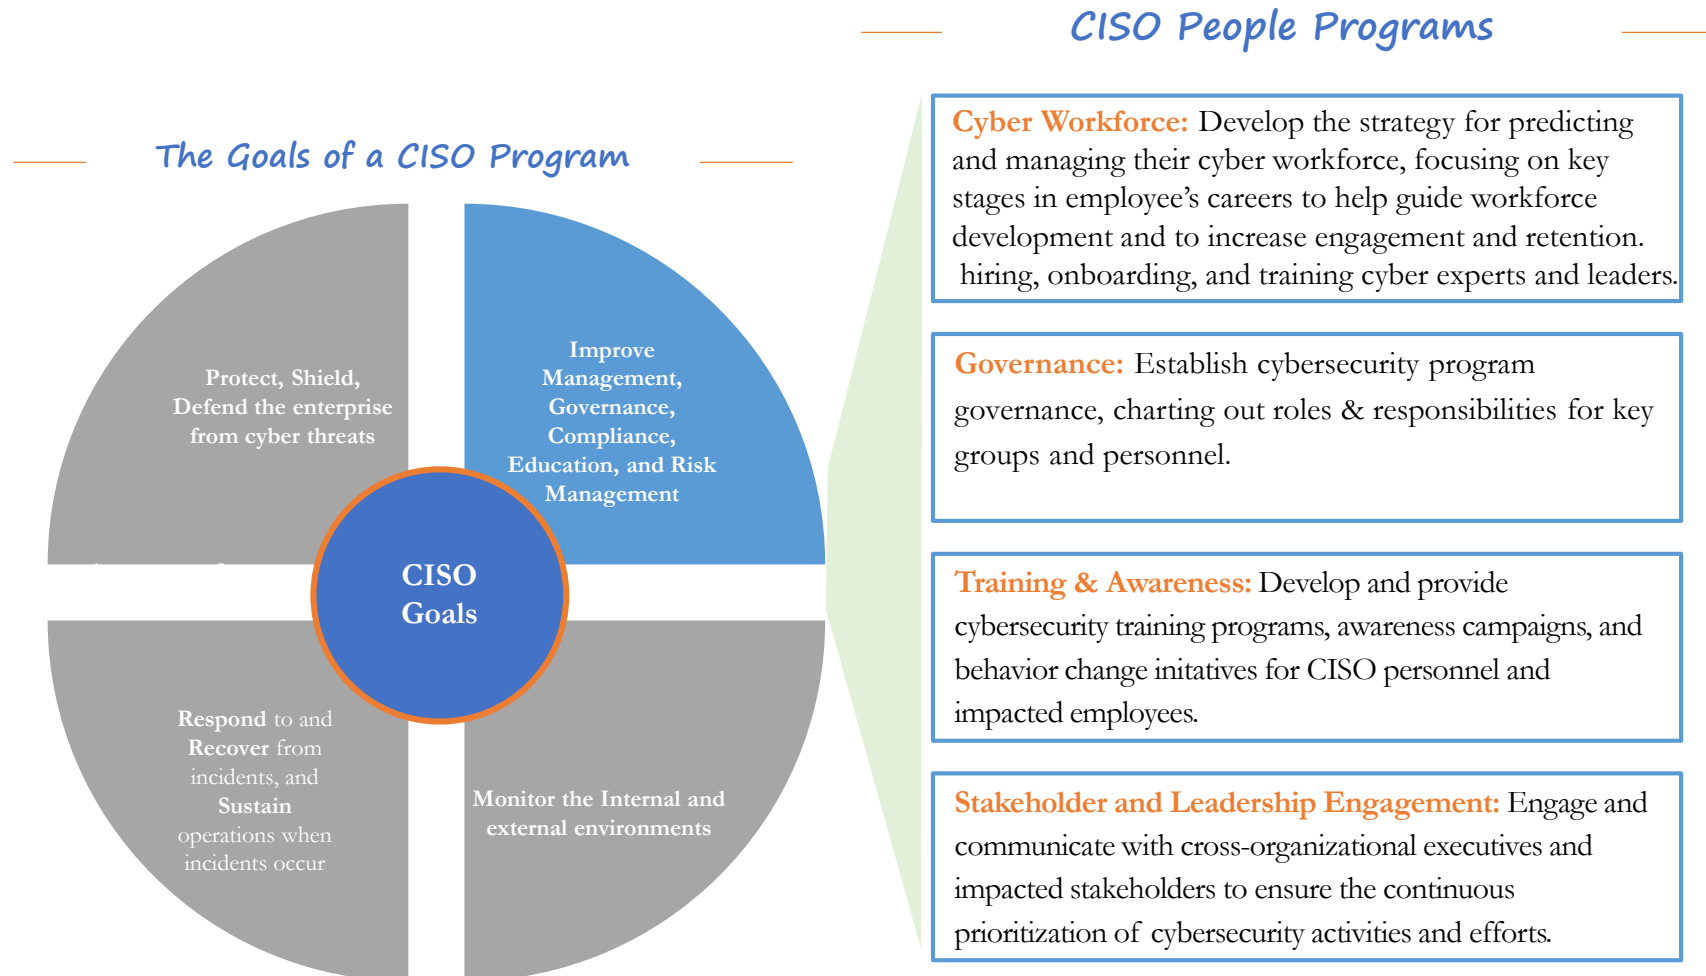 CISO People Programs
The Goals of a CISO Program
Protect, Shield,
Defend the enterprise
from cyber threats
Improve
Management,
Governance,
Compliance,
Education, and Risk
Management
CISO
Goals
Respond to and
Recover from
incidents, and
Sustain
operations when
incidents occur
Monitor the Internal and
external environments
Cyber Workforce: Develop the strategy for predicting
and managing their cyber workforce, focusing on key
stages in employee’s careers to help guide workforce
development and to increase engagement and retention.
hiring, onboarding, and training cyber experts and leaders.
Governance: Establish cybersecurity program
governance, charting out roles & responsibilities for key
groups and personnel.
Training & Awareness: Develop and provide
cybersecurity training programs, awareness campaigns, and
behavior change initatives for CISO personnel and
impacted employees.
Stakeholder and Leadership Engagement: Engage and
communicate with cross-organizational executives and
impacted stakeholders to ensure the continuous
prioritization of cybersecurity activities and efforts.